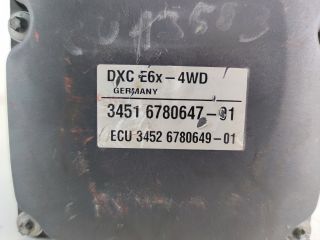 DXC E6x-4WD
GERMANY
3451 6780647-01
ECU 3452 6780649-01